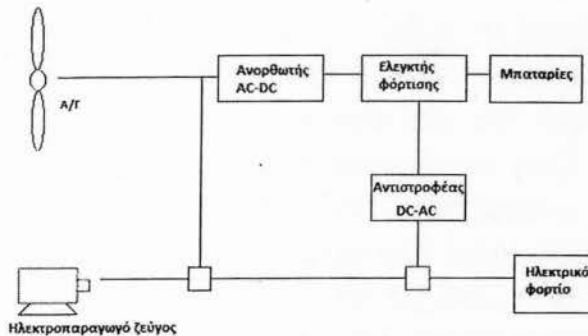 Ανορθωτής
AC-DC
Ελεγκτής
φόρτισης
Μπαταρίες
Α/Γ
Αντιστροφέας
DC-AC
Ηλεκτρικό
φορτίο
Ηλεκτροπαραγωγό ζεύγος